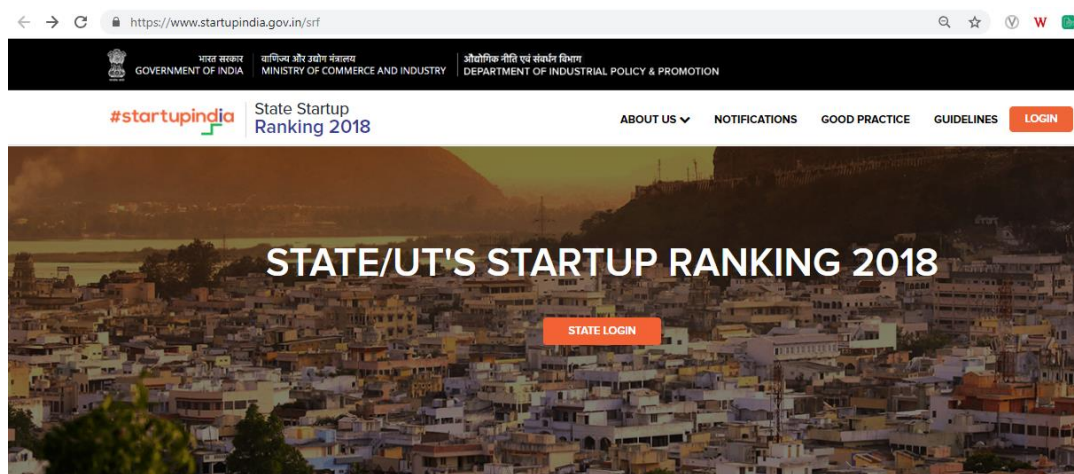 https://www.startupindia.gov.in/srf
भारत सरकार
GOVERNMENT OF INDIA
वाणिज्य और उद्योग मंत्रालय
MINISTRY OF COMMERCE AND INDUSTRY
औद्योगिक नीति एवं संवर्धन विभाग
DEPARTMENT OF INDUSTRIAL POLICY & PROMOTION
#startupindia
State Startup
Ranking 2018
ABOUT US
NOTIFICATIONS
GOOD PRACTICE
GUIDELINES
LOGIN
STATE/UT'S STARTUP RANKING 2018
STATE LOGIN